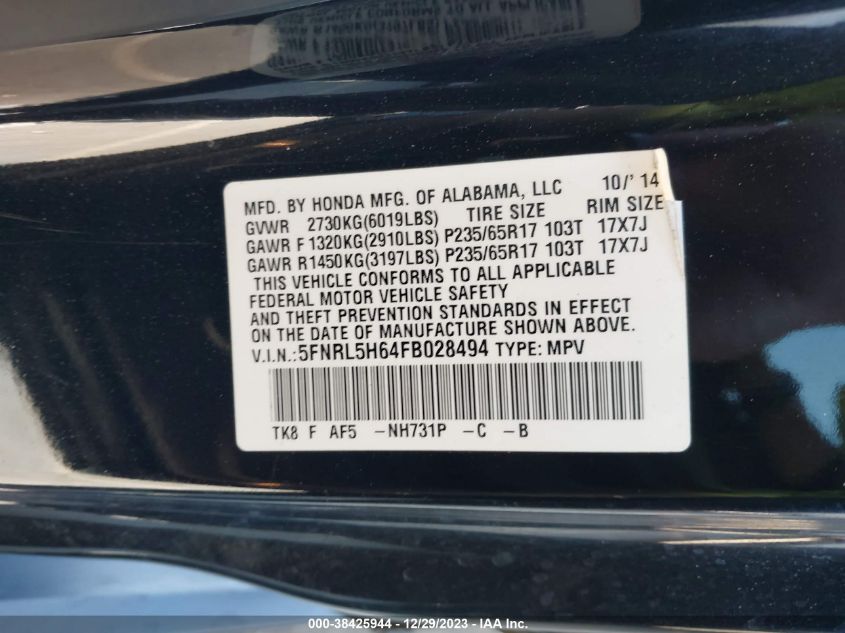 MFD. BY HONDA MFG. OF ALABAMA, LLC 10/' 14
GVWR 2730KG(6019LBS) TIRE SIZE RIM SIZE
GAWR F 1320KG(2910LBS) P235/65R17 103T 17X7J
GAWR R1450KG(3197LBS) P235/65R17 103T 17X7J
THIS VEHICLE CONFORMS TO ALL APPLICABLE
FEDERAL MOTOR VEHICLE SAFETY
AND THEFT PREVENTION STANDARDS IN EFFECT
ON THE DATE OF MANUFACTURE SHOWN ABOVE.
V.I.N.:5FNRL5H64FB028494 TYPE: MPV
TK8 F AF5 -NH731P -C -B
000-38425944 - 12/29/2023 - IAA Inc.